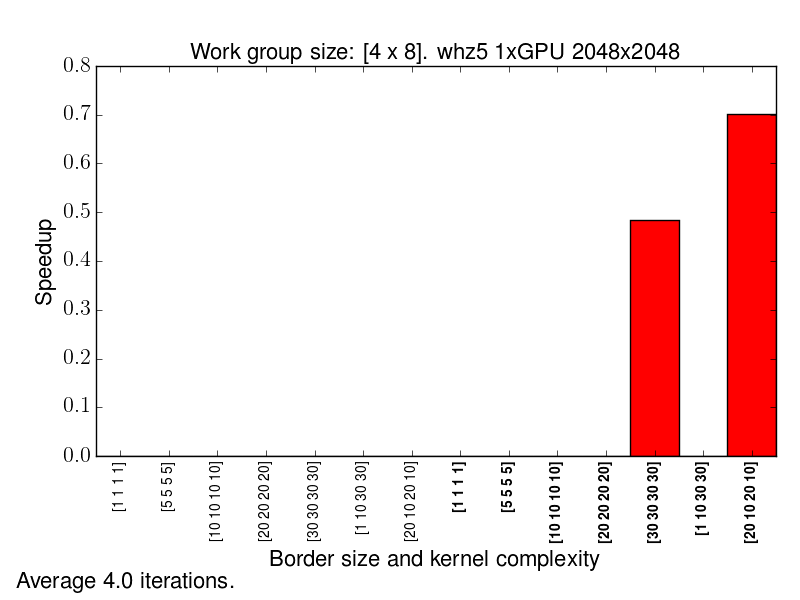 Work group size: [4 x 8]. whz5 1xGPU 2048x2048
0.8
0.7
0.6
0.5
0.4
0.3
0.2
0.1
0.0
Speedup
[1 1 1 1]
[5 5 5 5]
[10 10 10 10]
[20 20 20 20]
[30 30 30 30]
[1 10 30 30]
[20 10 20 10]
[1 1 1 1]
[5 5 5 5]
[10 10 10 10]
[20 20 20 20]
[30 30 30 30]
[1 10 30 30]
[20 10 20 10]
Border size and kernel complexity
Average 4.0 iterations.